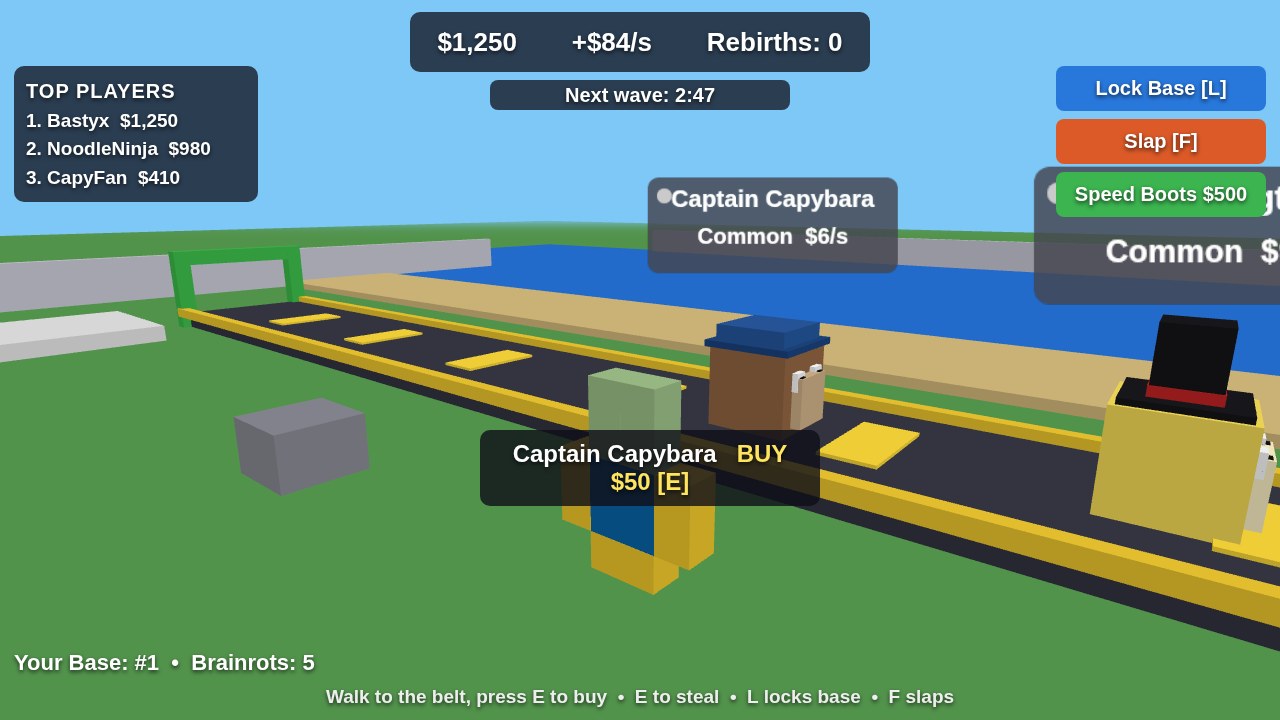 $1,250 +$84/s Rebirths: 0
Next wave: 2:47
TOP PLAYERS
1. Bastyx $1,250
2. NoodleNinja $980
3. CapyFan $410
Lock Base [L]
Slap [F]
Speed Boots $500
Captain Capybara
Common $6/s
Common
Captain Capybara BUY
$50 [E]
Your Base: #1 • Brainrots: 5
Walk to the belt, press E to buy • E to steal • L locks base • F slaps